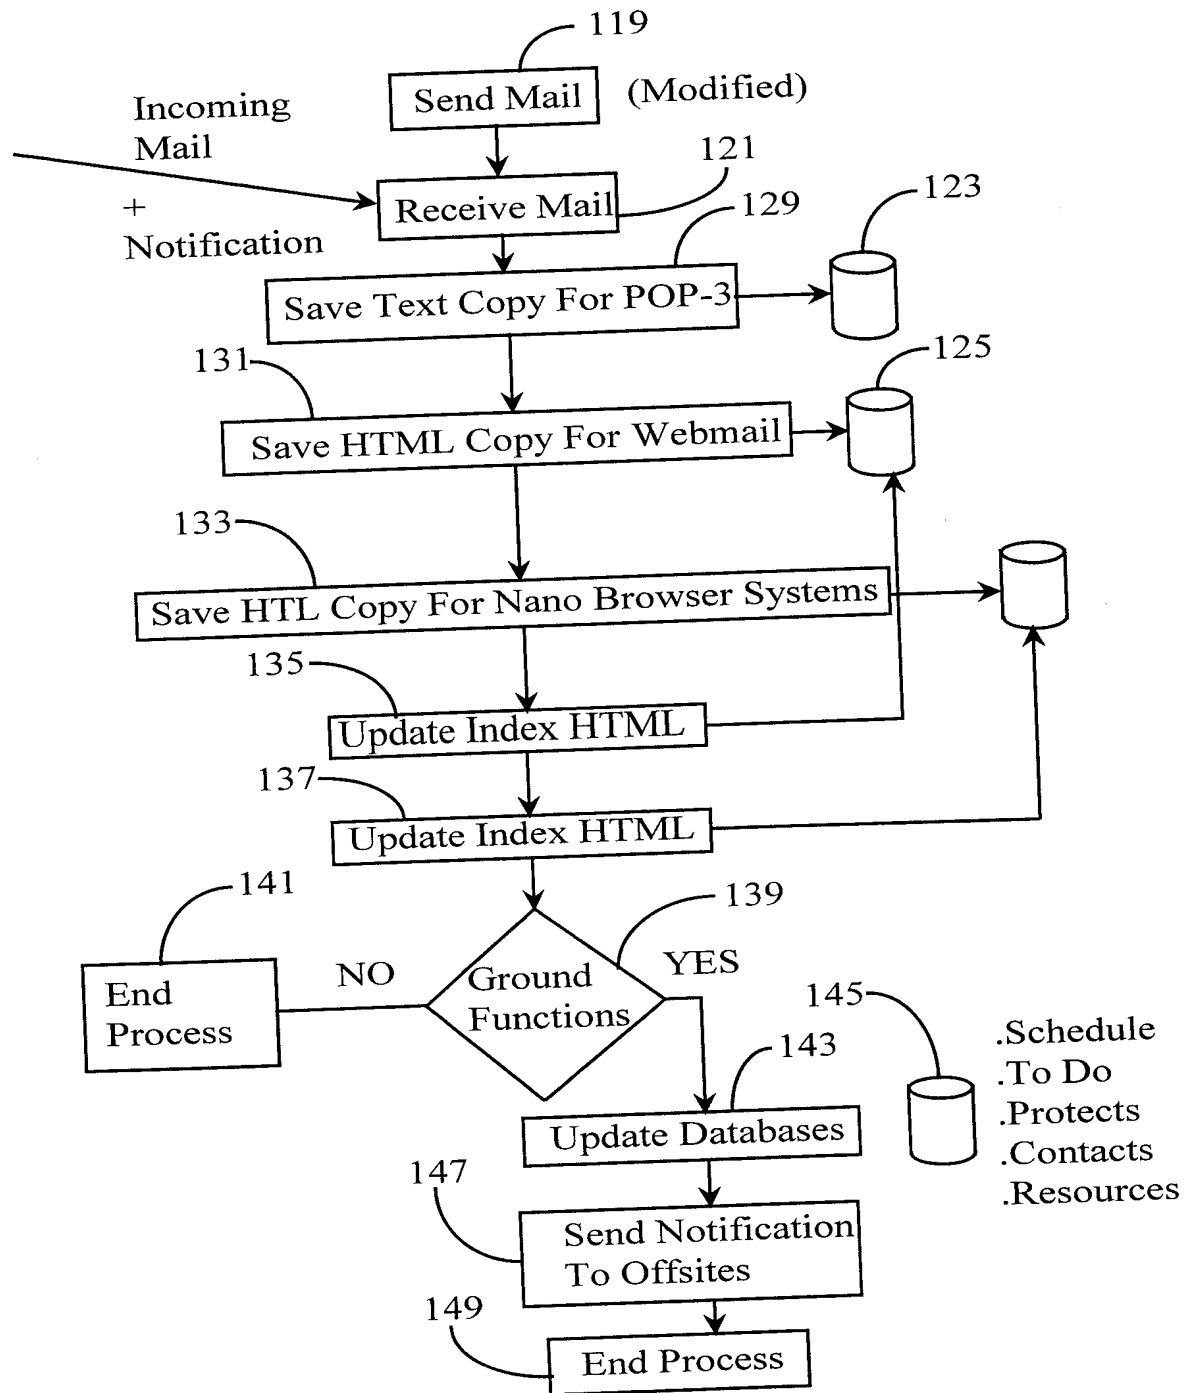 119
Send Mail
(Modified)
Incoming
Mail
+
Notification
121
Receive Mail
129
123
Save Text Copy For POP-3
131
125
Save HTML Copy For Webmail
133
Save HTL Copy For Nano Browser Systems
135
Update Index HTML
137
Update Index HTML
141
139
End
Process
NO
Ground
Functions
YES
145
.Schedule
.To Do
.Protects
.Contacts
.Resources
143
Update Databases
147
Send Notification
To Offsites
149
End Process